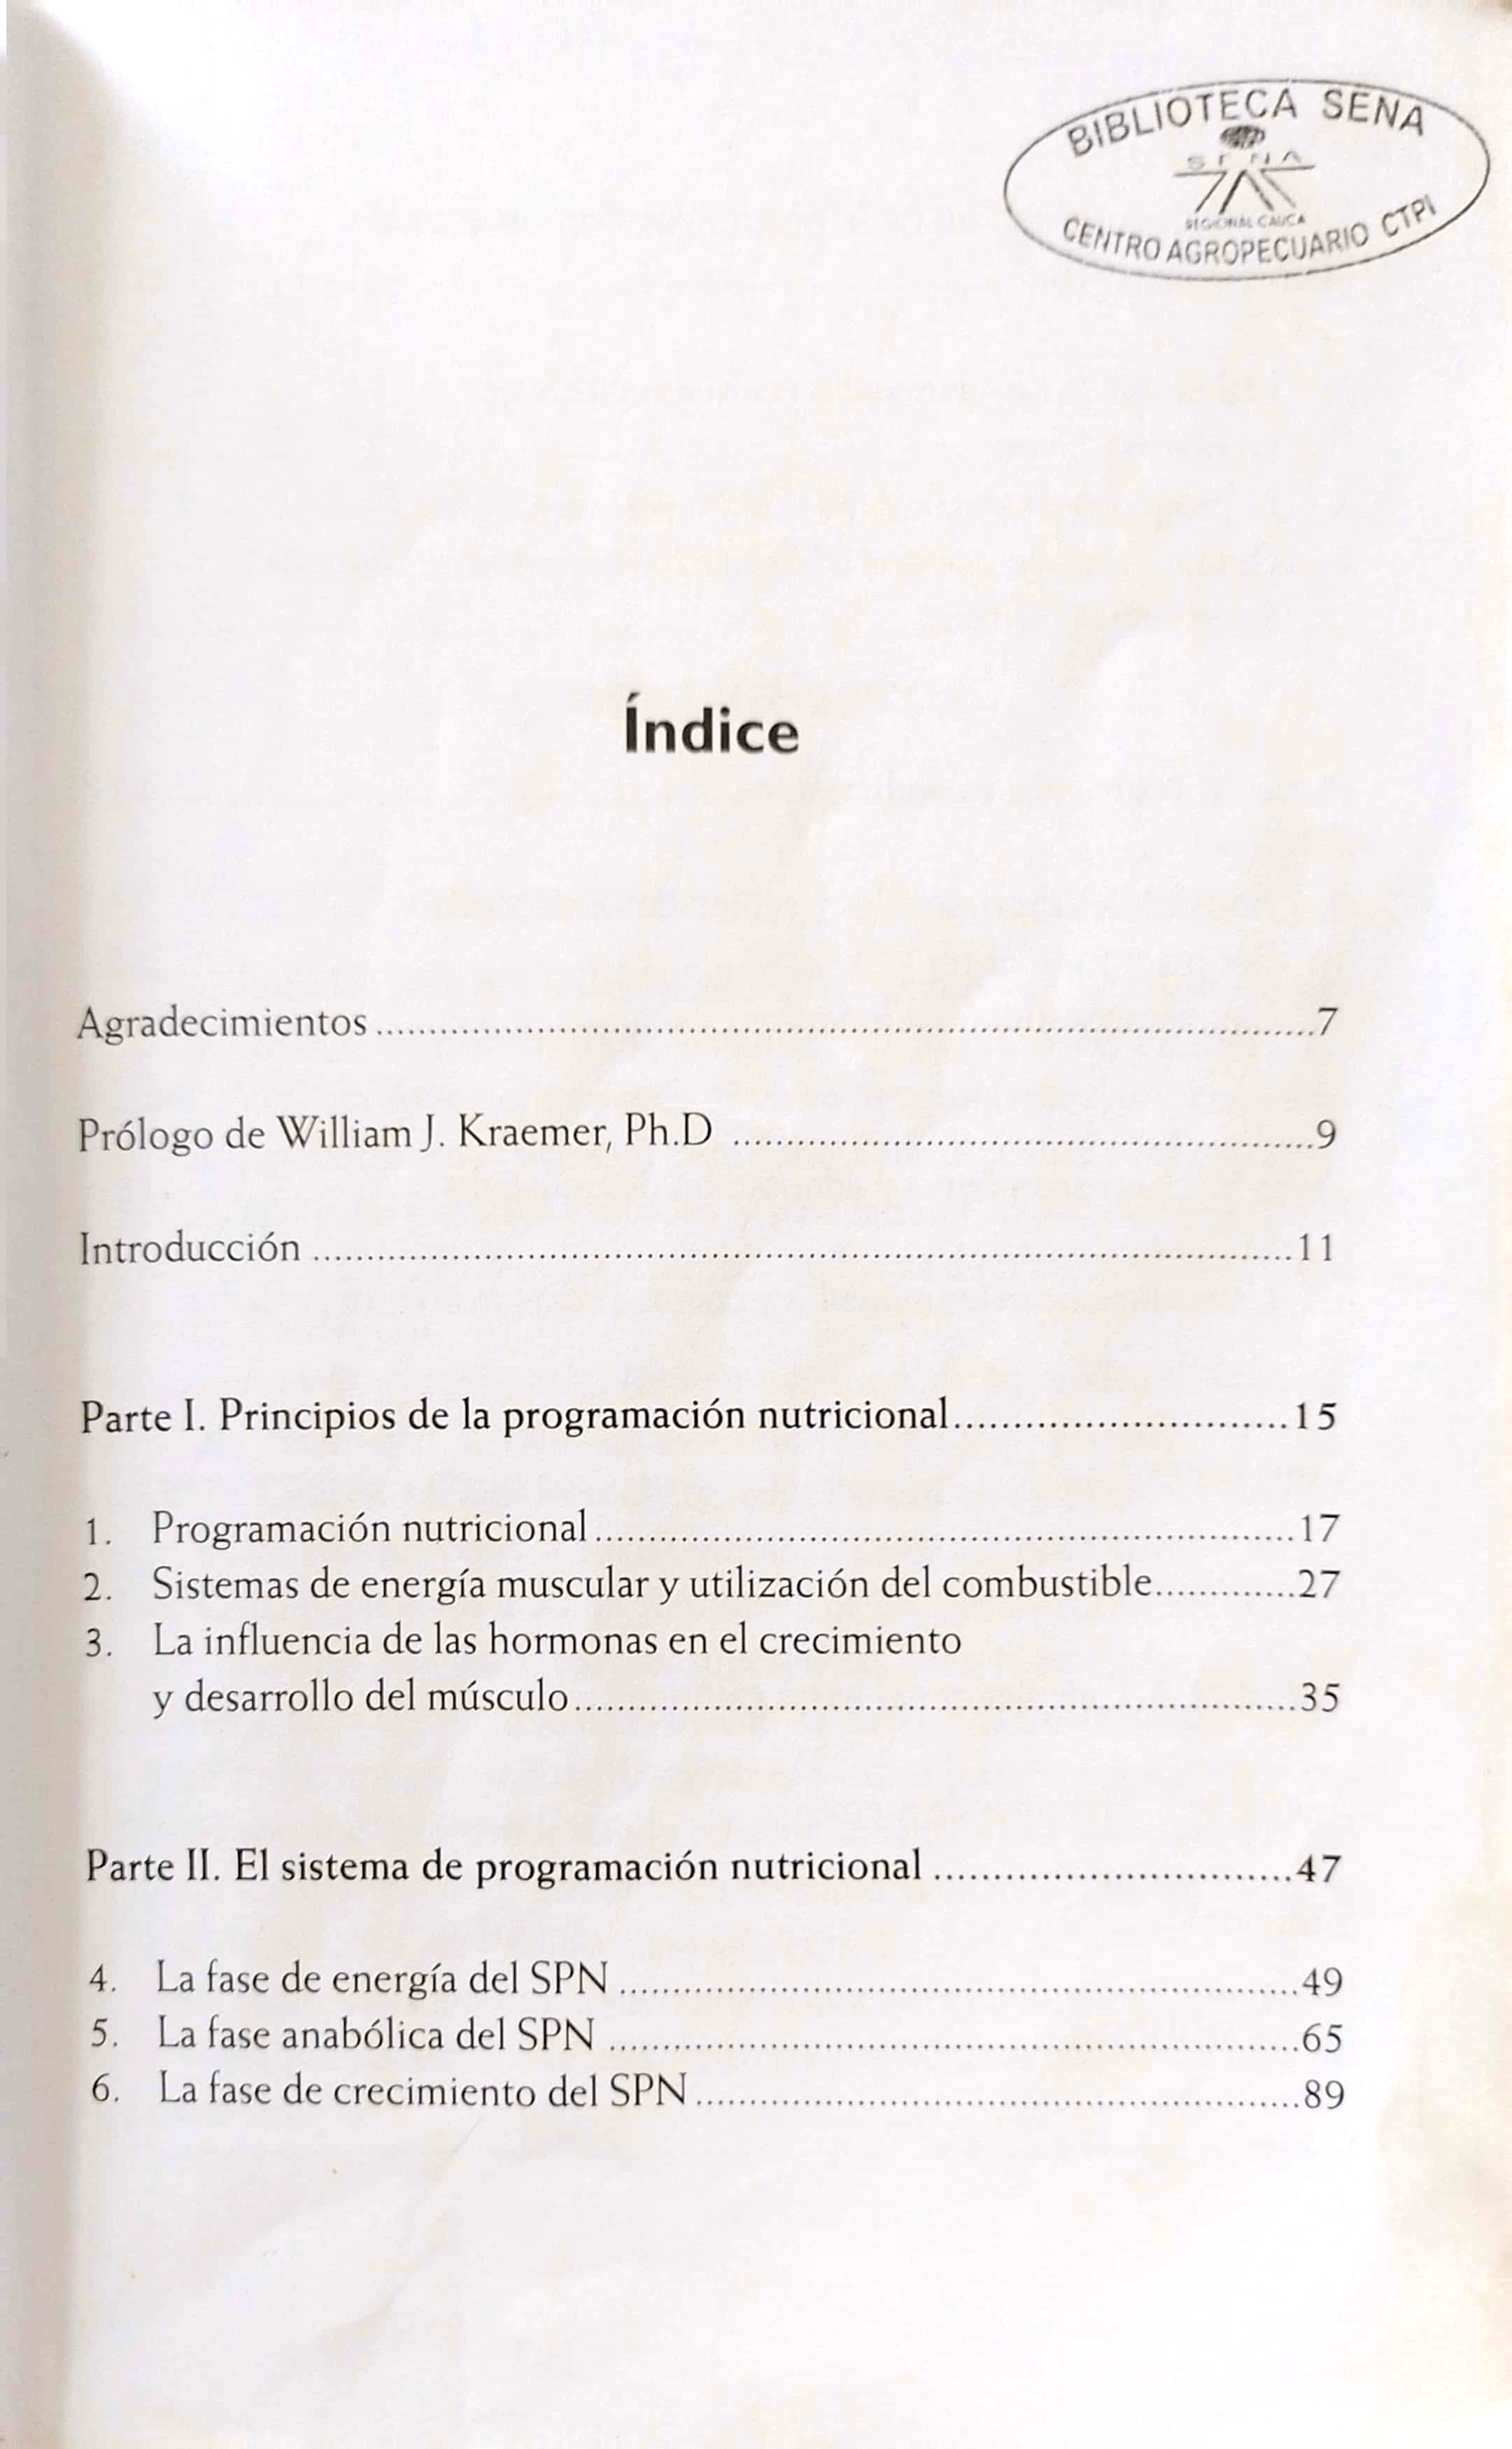 BIBLIOTECA SENA
SENA
REGIONAL CAUCA
CENTRO AGROPECUARIO CTPI
Índice
Agradecimientos ........................................................................................7
Prólogo de William J. Kraemer, Ph.D ......................................................9
Introducción ...........................................................................................11
Parte I. Principios de la programación nutricional............................15
1. Programación nutricional.................................................................17
2. Sistemas de energía muscular y utilización del combustible.............27
3. La influencia de las hormonas en el crecimiento
y desarrollo del músculo...................................................................35
Parte II. El sistema de programación nutricional ..............................47
4. La fase de energía del SPN...............................................................49
5. La fase anabólica del SPN ................................................................65
6. La fase de crecimiento del SPN........................................................89